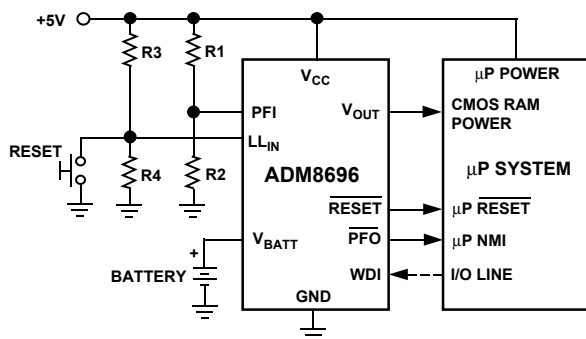 +5V
R3
R1
VCC
μP POWER
PFI
VOUT
CMOS RAM
POWER
LLIN
RESET
R4
R2
ADM8696
μP SYSTEM
RESET
μP RESET
PFO
μP NMI
+
VBATT
BATTERY
WDI
I/O LINE
GND